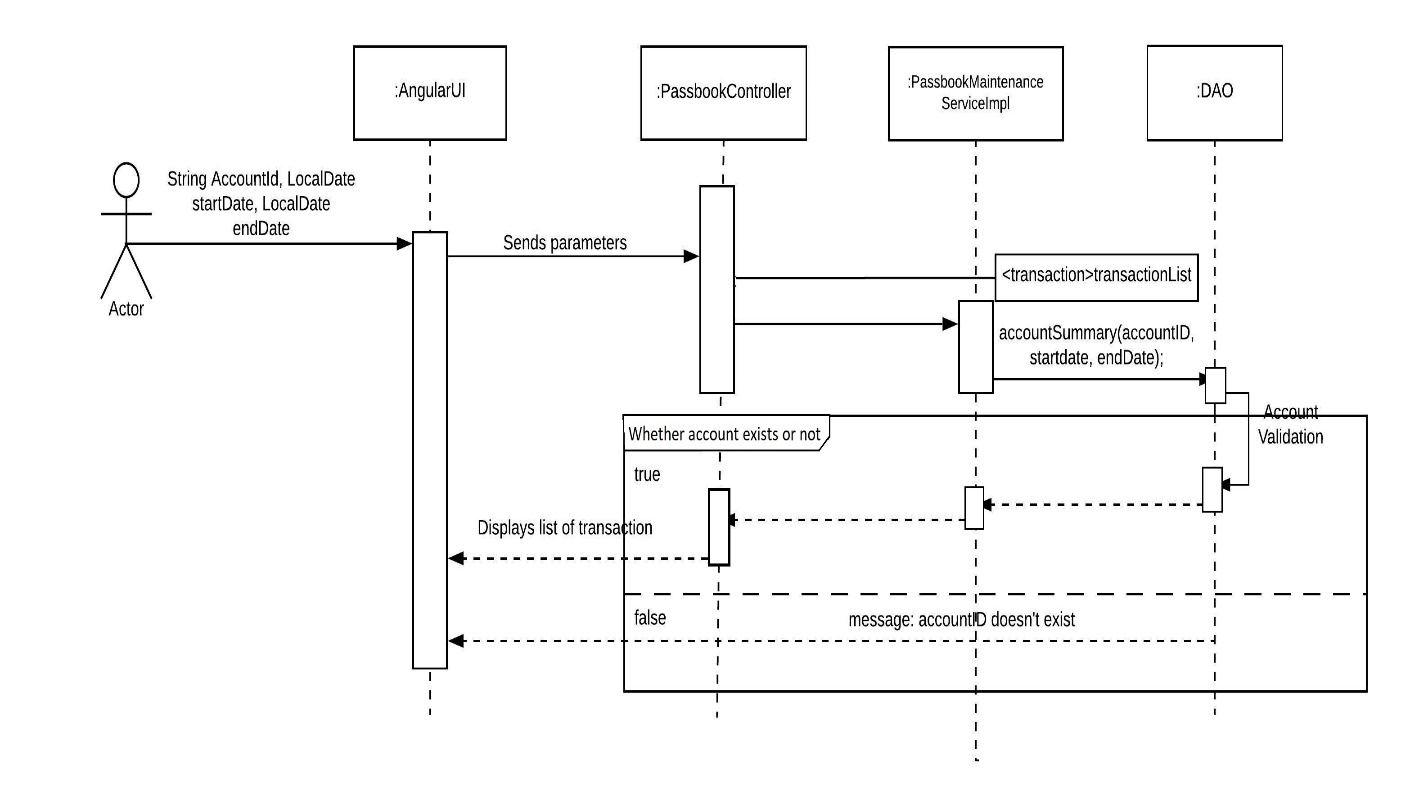 :AngularUI
:PassbookController
:PassbookMaintenance
ServiceImpl
:DAO
String AccountId, LocalDate
startDate, LocalDate
endDate
Actor
Sends parameters
<transaction>transactionList
accountSummary(accountID,
startdate, endDate);
Account
Validation
Whether account exists or not
true
Displays list of transaction
false
message: accountID doesn't exist